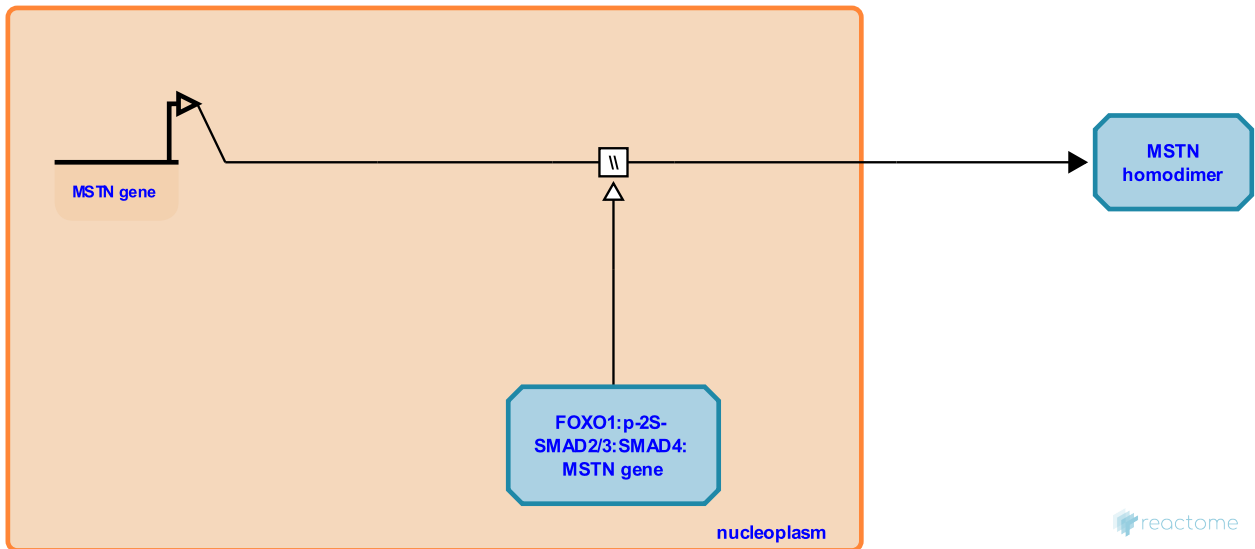 MSTN gene
\\
MSTN
homodimer
FOXO1:p-2S-
SMAD2/3:SMAD4:
MSTN gene
nucleoplasm
reactome